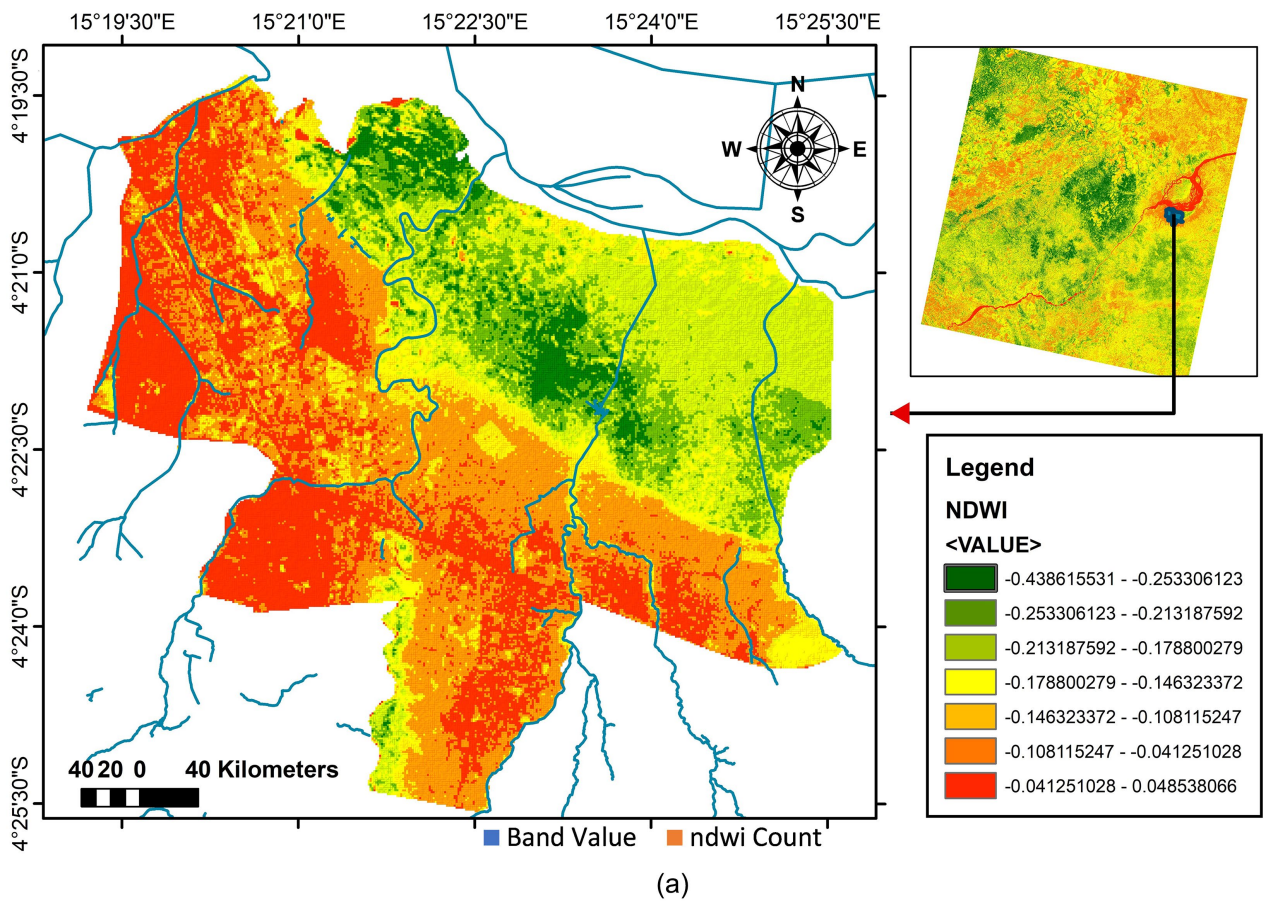 15°19'30"E 15°21'0"E 15°22'30"E 15°24'0"E 15°25'30"E
4°19'30"S
4°21'0"S
4°22'30"S
4°24'0"S
4°25'30"S
N
W E
S
40 20 0 40 Kilometers
Legend
NDWI
<VALUE>
-0.438615531 - -0.253306123
-0.253306123 - -0.213187592
-0.213187592 - -0.178800279
-0.178800279 - -0.146323372
-0.146323372 - -0.108115247
-0.108115247 - -0.041251028
-0.041251028 - 0.048538066
Band Value ndwi Count
(a)